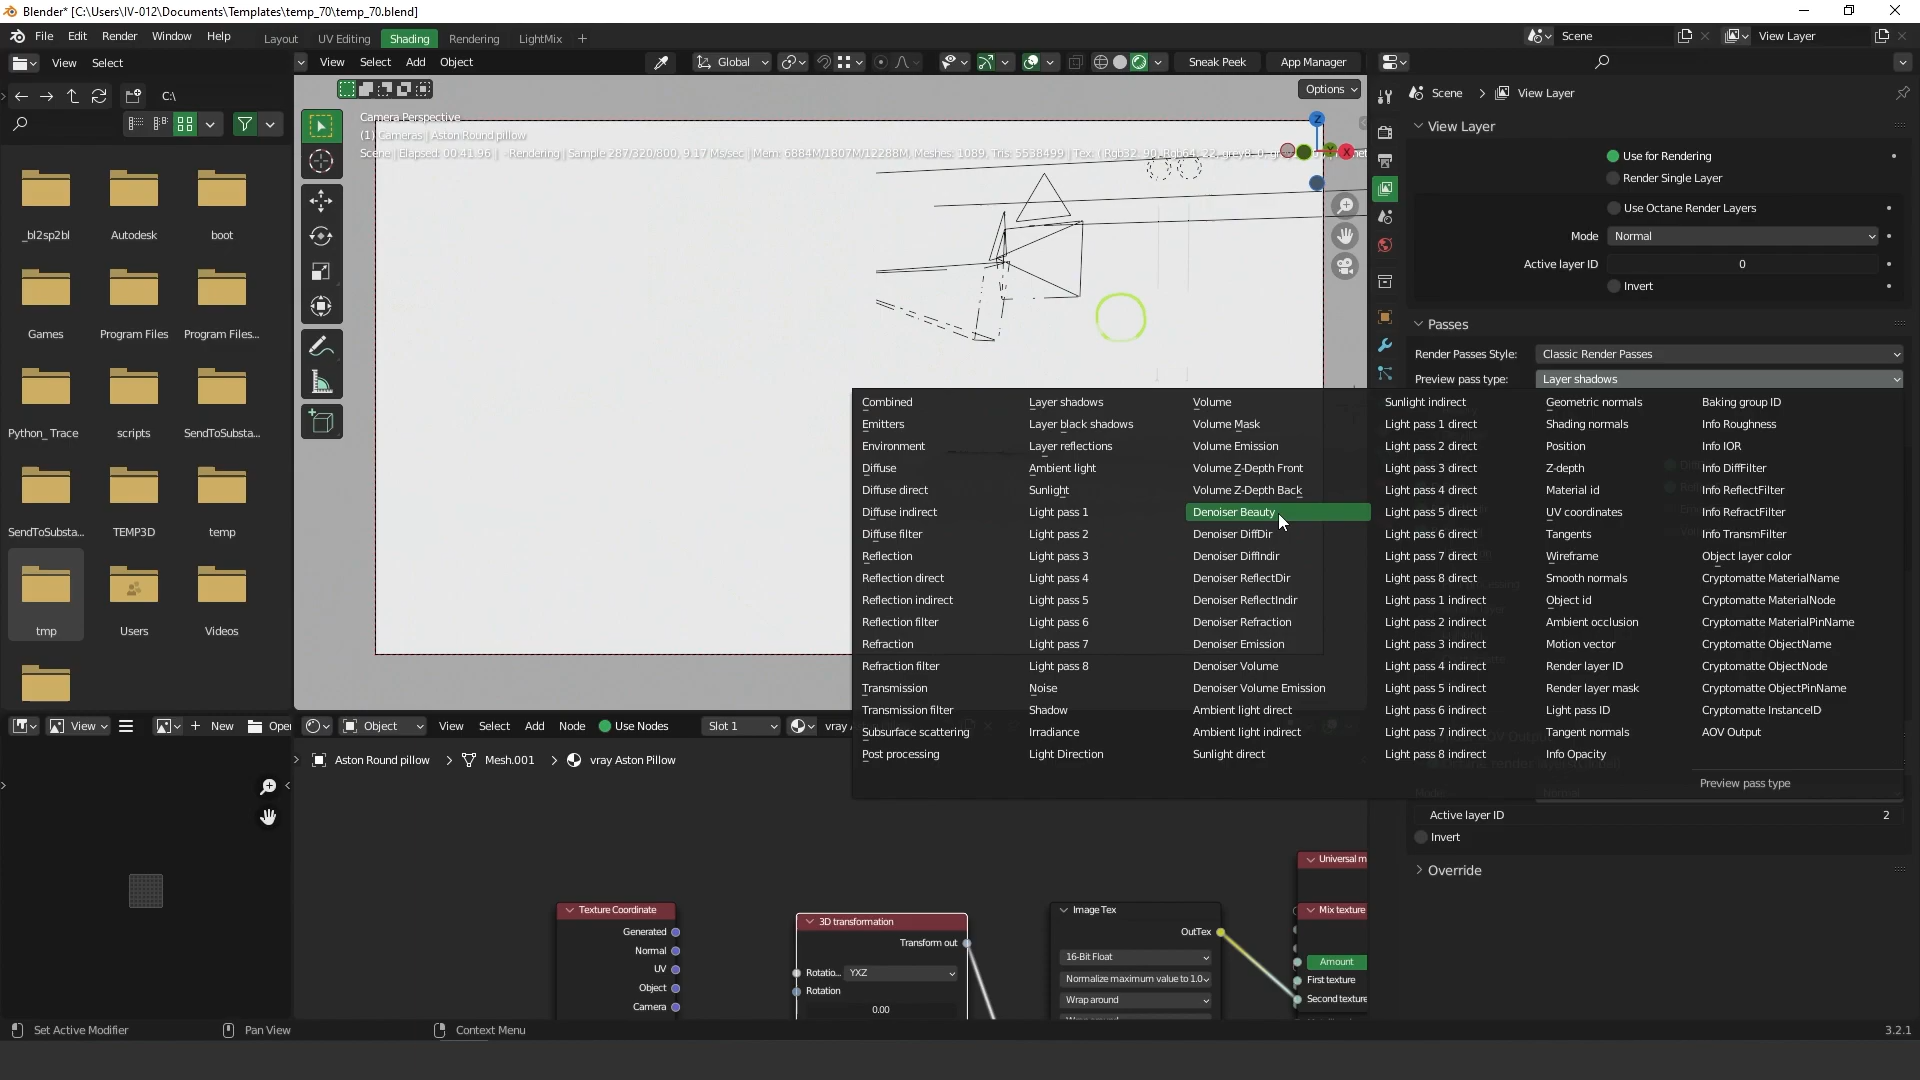 Blender* [C:\Users\IV-012\Documents\Templates\temp_70\temp_70.blend]
File Edit Render Window Help
Layout UV Editing Shading Rendering LightMix +
Scene
View Layer
View Select
View Select Add Object
Global
Sneak Peek
App Manager
C:\
Options
Scene > View Layer
_bl2sp2bl
Autodesk
boot
Games
Program Files
Program Files...
Python_Trace
scripts
SendToSubsta...
SendToSubsta...
TEMP3D
temp
tmp
Users
Videos
Camera Perspective
(1) Cameras | Aston Round pillow
Z
Y
X
View Layer
Use for Rendering
Render Single Layer
Use Octane Render Layers
Mode Normal
Active layer ID 0
Invert
Passes
Render Passes Style: Classic Render Passes
Preview pass type: Layer shadows
Combined
Emitters
Environment
Diffuse
Diffuse direct
Diffuse indirect
Diffuse filter
Reflection
Reflection direct
Reflection indirect
Reflection filter
Refraction
Refraction filter
Transmission
Transmission filter
Subsurface scattering
Post processing
Layer shadows
Layer black shadows
Layer reflections
Ambient light
Sunlight
Light pass 1
Light pass 2
Light pass 3
Light pass 4
Light pass 5
Light pass 6
Light pass 7
Light pass 8
Noise
Shadow
Irradiance
Light Direction
Volume
Volume Mask
Volume Emission
Volume Z-Depth Front
Volume Z-Depth Back
Denoiser Beauty
Denoiser DiffDir
Denoiser DiffIndir
Denoiser ReflectDir
Denoiser ReflectIndir
Denoiser Refraction
Denoiser Emission
Denoiser Volume
Denoiser Volume Emission
Ambient light direct
Ambient light indirect
Sunlight direct
Sunlight indirect
Light pass 1 direct
Light pass 2 direct
Light pass 3 direct
Light pass 4 direct
Light pass 5 direct
Light pass 6 direct
Light pass 7 direct
Light pass 8 direct
Light pass 1 indirect
Light pass 2 indirect
Light pass 3 indirect
Light pass 4 indirect
Light pass 5 indirect
Light pass 6 indirect
Light pass 7 indirect
Light pass 8 indirect
Geometric normals
Shading normals
Position
Z-depth
Material id
UV coordinates
Tangents
Wireframe
Smooth normals
Object id
Ambient occlusion
Motion vector
Render layer ID
Render layer mask
Light pass ID
Tangent normals
Info Opacity
Baking group ID
Info Roughness
Info IOR
Info DiffFilter
Info ReflectFilter
Info RefractFilter
Info TransmFilter
Object layer color
Cryptomatte MaterialName
Cryptomatte MaterialNode
Cryptomatte MaterialPinName
Cryptomatte ObjectName
Cryptomatte ObjectNode
Cryptomatte ObjectPinName
Cryptomatte InstanceID
AOV Output
Preview pass type
Active layer ID 2
Invert
Override
View
New
Open
Object
View Select Add Node Use Nodes
Slot 1
vray
Aston Round pillow > Mesh.001 > vray Aston Pillow
Texture Coordinate
Generated
Normal
UV
Object
Camera
3D transformation
Transform out
Rotatio... YXZ
Rotation
0.00
Image Tex
OutTex
16-Bit Float
Normalize maximum value to 1.0
Wrap around
Universal m
Mix texture
Amount
First texture
Second texture
Set Active Modifier
Pan View
Context Menu
3.2.1